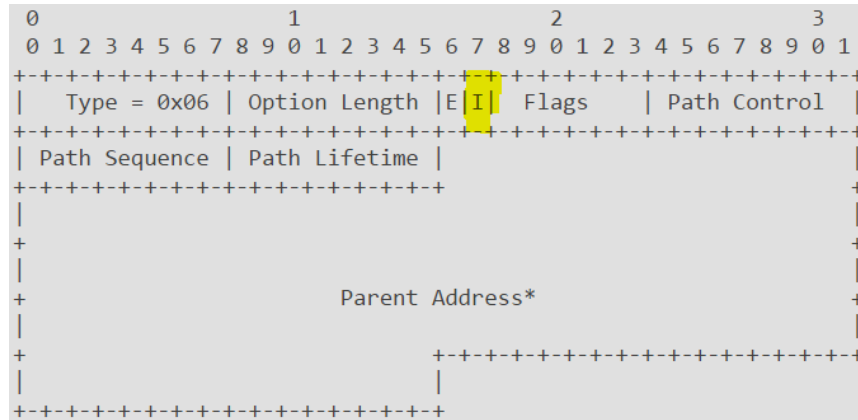 0                   1                   2                   3
 0 1 2 3 4 5 6 7 8 9 0 1 2 3 4 5 6 7 8 9 0 1 2 3 4 5 6 7 8 9 0 1
+-+-+-+-+-+-+-+-+-+-+-+-+-+-+-+-+-+-+-+-+-+-+-+-+-+-+-+-+-+-+-+-
|   Type = 0x06 | Option Length |E|I|  Flags    | Path Control  |
+-+-+-+-+-+-+-+-+-+-+-+-+-+-+-+-+-+-+-+-+-+-+-+-+-+-+-+-+-+-+-+-
| Path Sequence | Path Lifetime |                               |
+-+-+-+-+-+-+-+-+-+-+-+-+-+-+-+-+                               +
|                                                               |
+                                                               +
|                                                               |
+                        Parent Address*                        +
|                                                               |
+                               +-+-+-+-+-+-+-+-+-+-+-+-+-+-+-+-+
|                               |
+-+-+-+-+-+-+-+-+-+-+-+-+-+-+-+-+